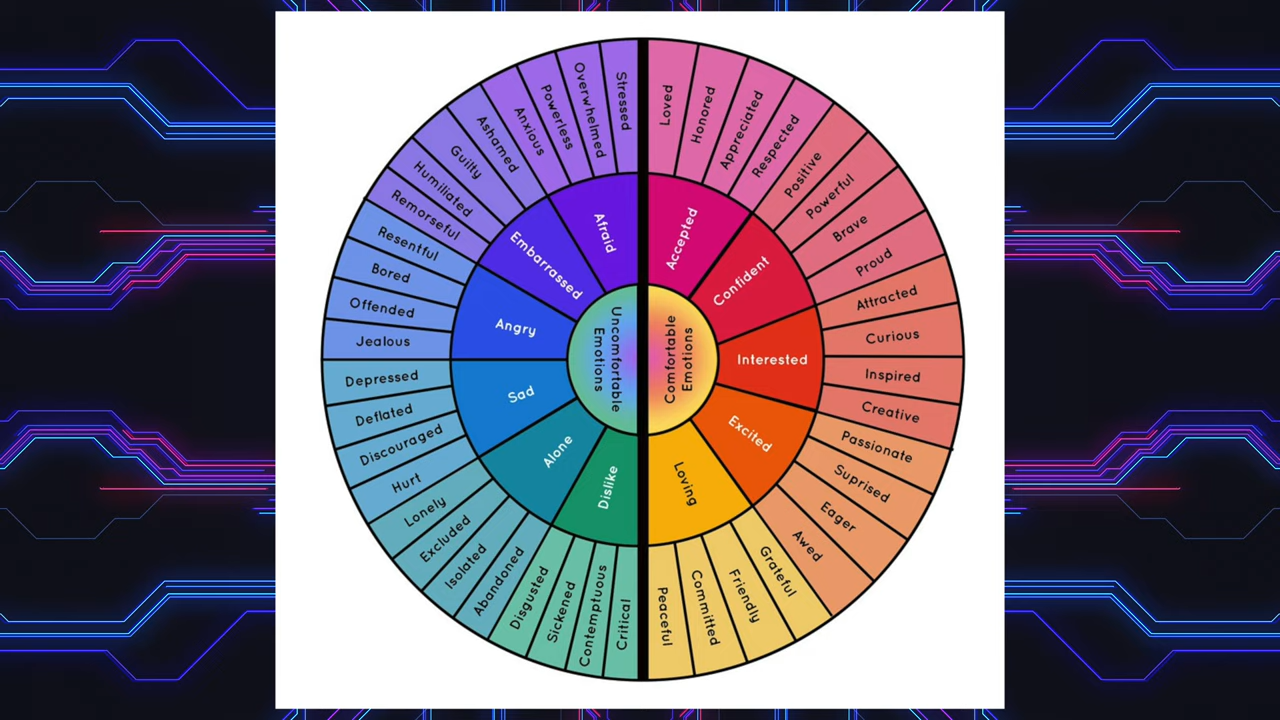 Uncomfortable
Emotions
Comfortable
Emotions
Afraid
Stressed
Overwhelmed
Powerless
Anxious
Embarrassed
Ashamed
Guilty
Humiliated
Remorseful
Angry
Resentful
Bored
Offended
Jealous
Sad
Depressed
Deflated
Discouraged
Hurt
Alone
Lonely
Excluded
Isolated
Abandoned
Dislike
Disgusted
Sickened
Contemptuous
Critical
Accepted
Loved
Honored
Appreciated
Respected
Confident
Positive
Powerful
Brave
Proud
Interested
Attracted
Curious
Inspired
Creative
Excited
Passionate
Suprised
Eager
Awed
Loving
Grateful
Friendly
Committed
Peaceful